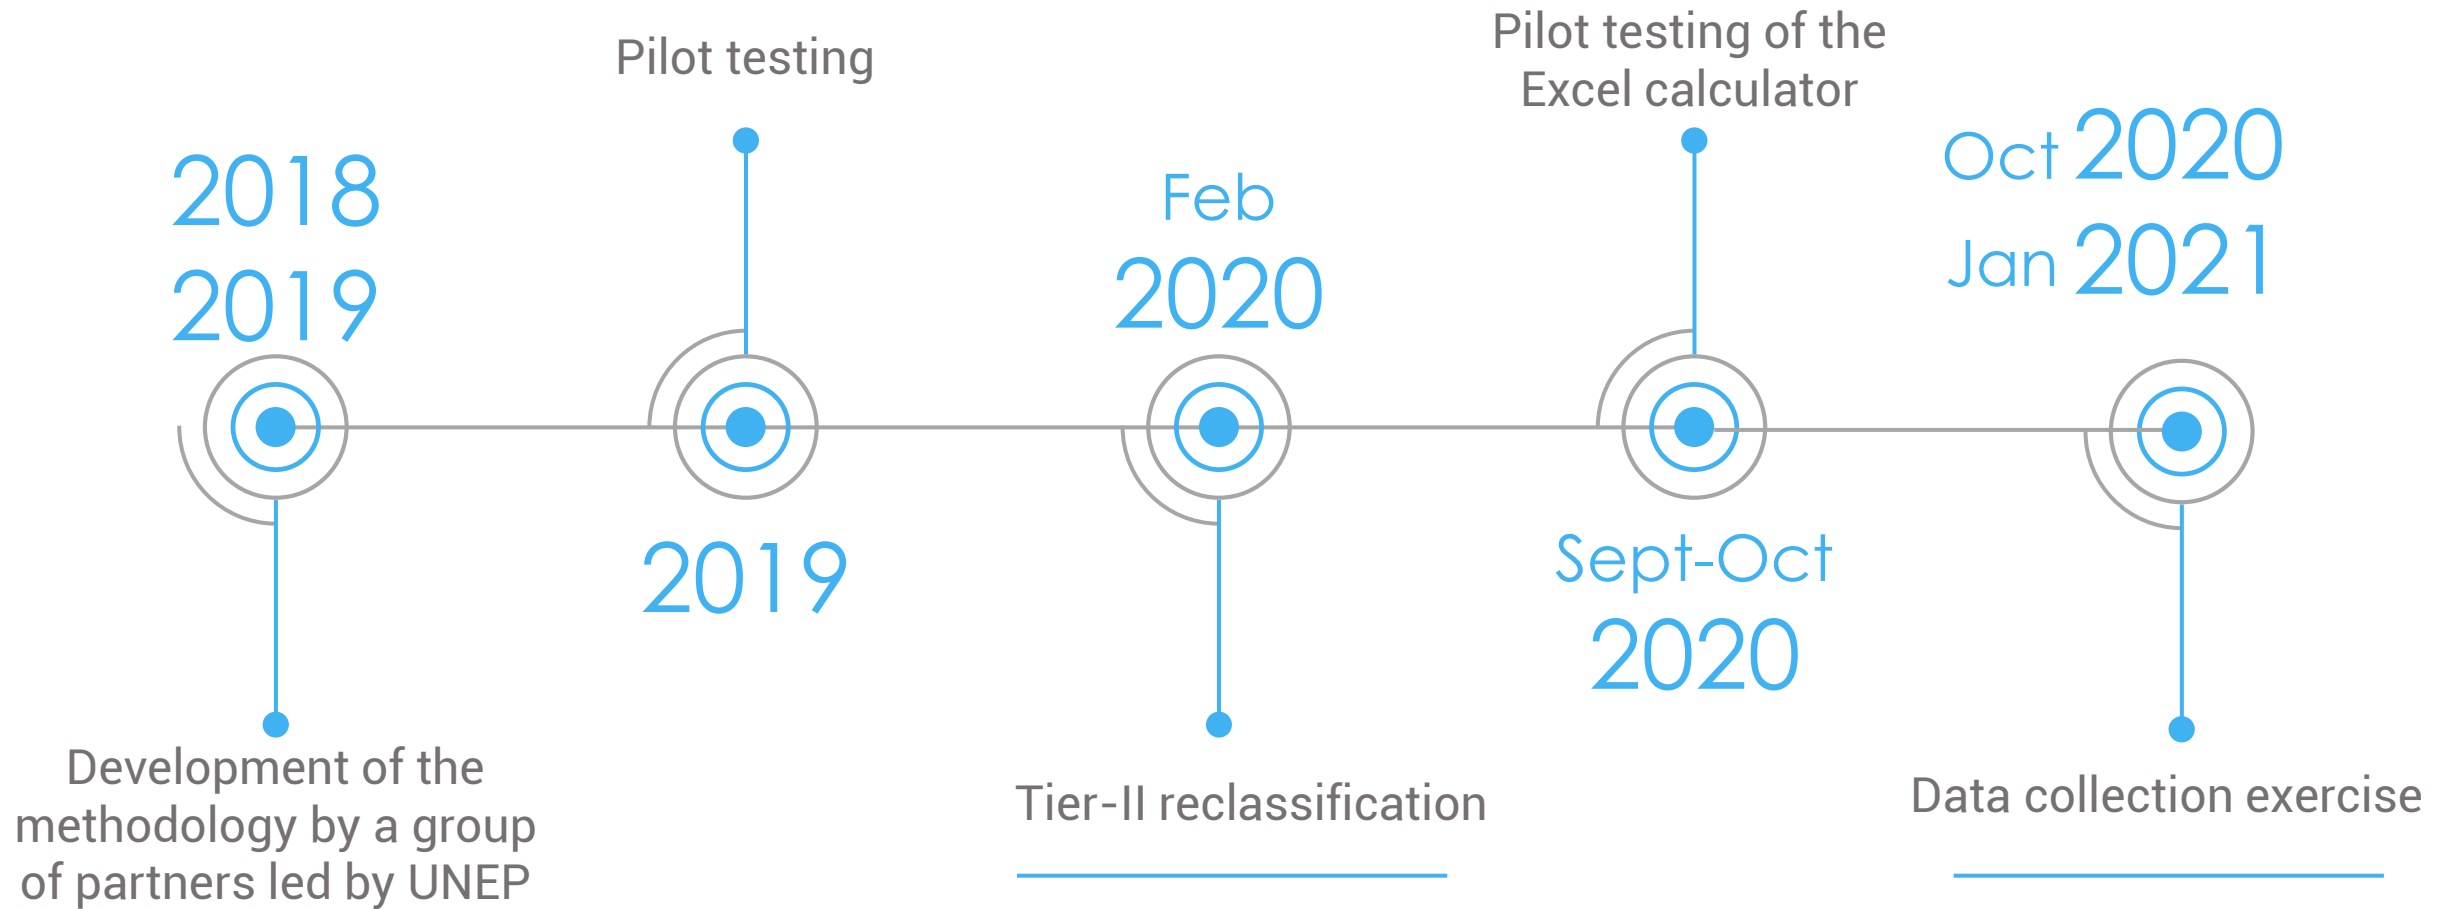 2018
2019
Development of the
methodology by a group
of partners led by UNEP
Pilot testing
2019
Feb
2020
Tier-II reclassification
Pilot testing of the
Excel calculator
Sept-Oct
2020
Oct 2020
Jan 2021
Data collection exercise